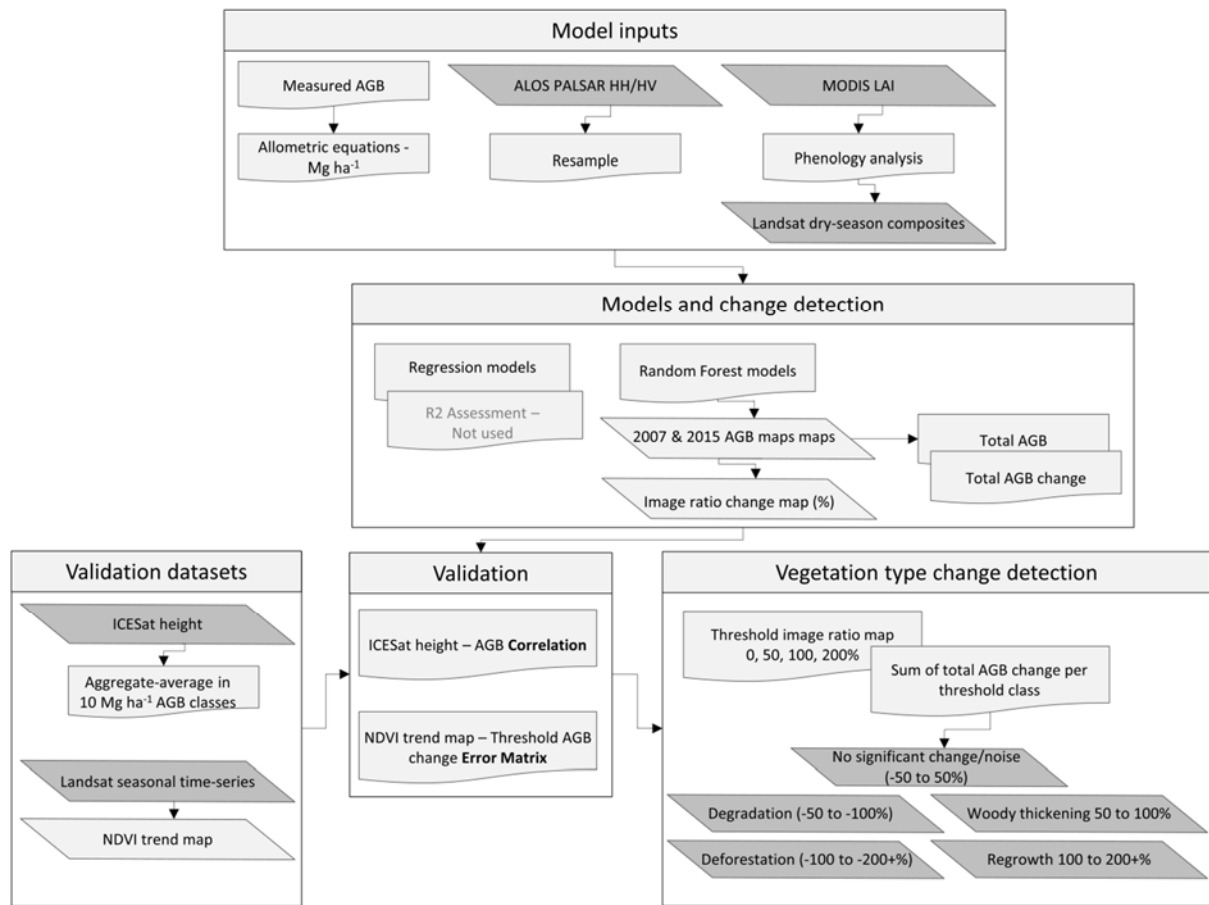 Model inputs
Measured AGB
Allometric equations -
Mg ha⁻¹
ALOS PALSAR HH/HV
Resample
MODIS LAI
Phenology analysis
Landsat dry-season composites
Models and change detection
Regression models
R2 Assessment –
Not used
Random Forest models
2007 & 2015 AGB maps maps
Image ratio change map (%)
Total AGB
Total AGB change
Validation datasets
ICESat height
Aggregate-average in
10 Mg ha⁻¹ AGB classes
Landsat seasonal time-series
NDVI trend map
Validation
ICESat height – AGB Correlation
NDVI trend map – Threshold AGB
change Error Matrix
Vegetation type change detection
Threshold image ratio map
0, 50, 100, 200%
Sum of total AGB change per
threshold class
No significant change/noise
(-50 to 50%)
Degradation (-50 to -100%)
Woody thickening 50 to 100%
Deforestation (-100 to -200+%)
Regrowth 100 to 200+%